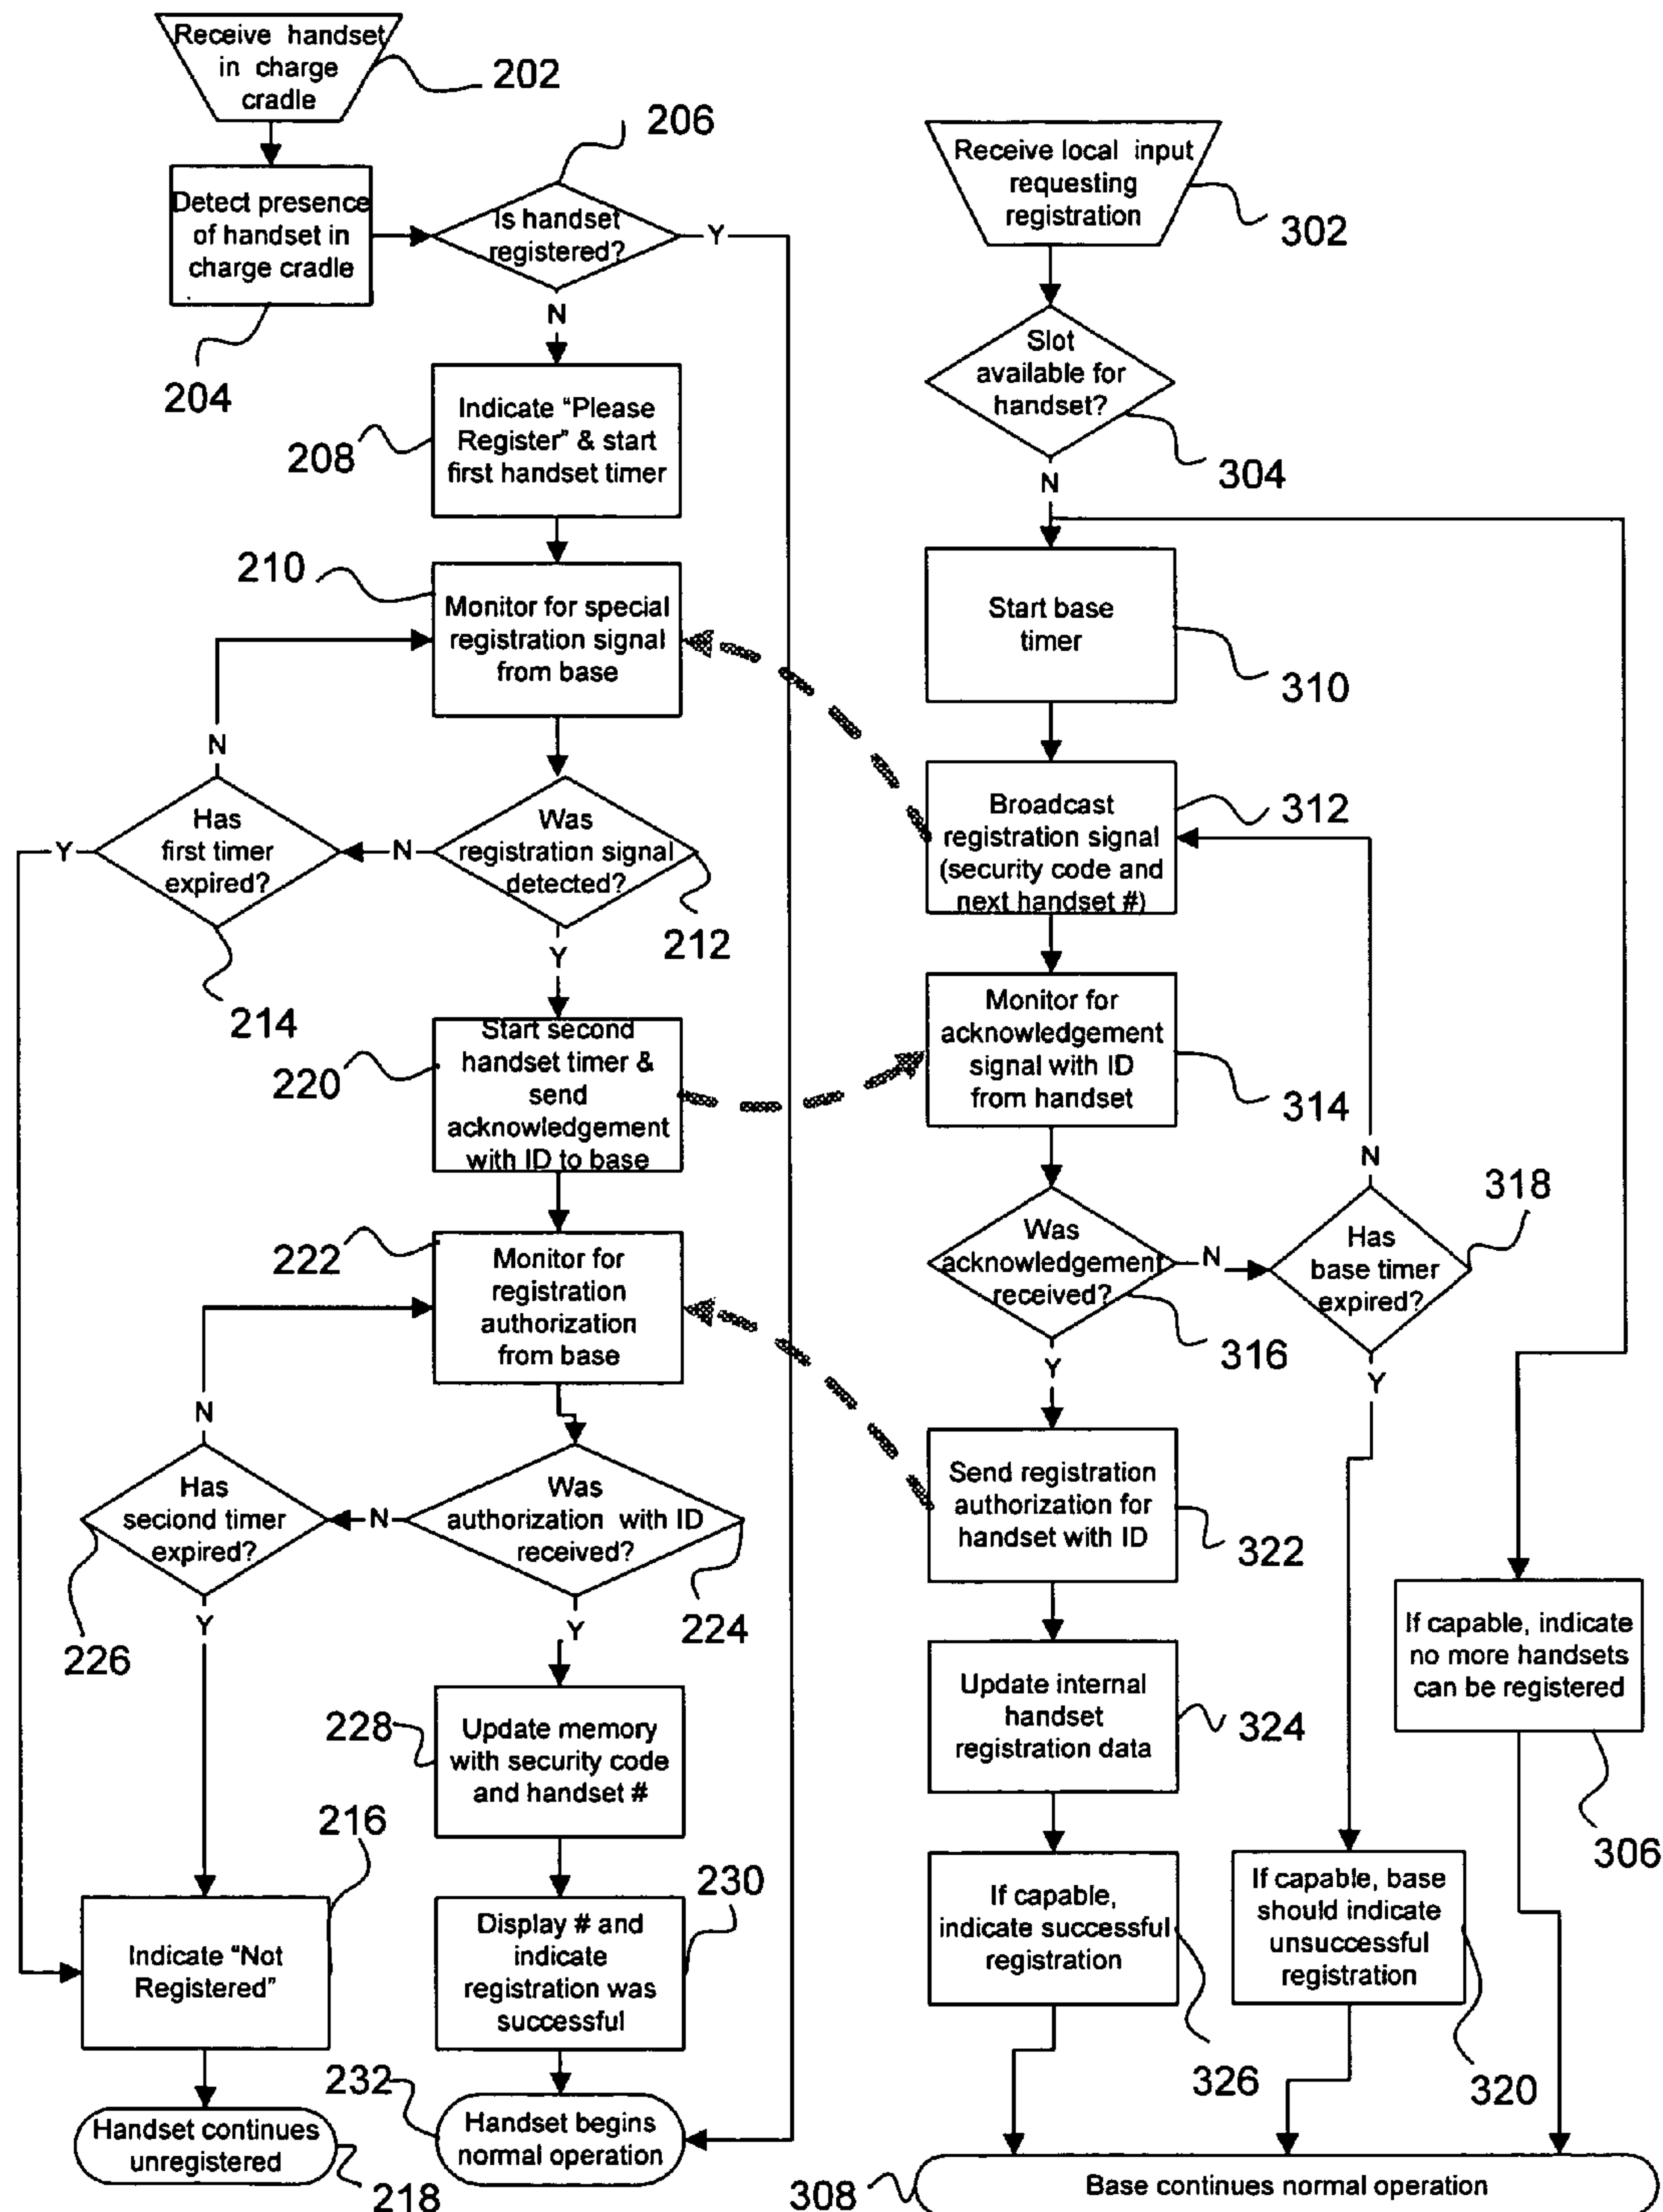 Receive handset
in charge
cradle
202
Detect presence
of handset in
charge cradle
204
206
Is handset
registered?
Y
N
Indicate “Please
Register” & start
first handset timer
208
210
Monitor for special
registration signal
from base
N
Has
first timer
expired?
Y
214
N
Was
registration signal
detected?
212
Y
Start second
handset timer &
send
acknowledgement
with ID to base
220
222
Monitor for
registration
authorization
from base
N
Has
second timer
expired?
226
Y
N
Was
authorization with ID
received?
224
Y
228
Update memory
with security code
and handset #
216
Indicate “Not
Registered”
230
Display # and
indicate
registration was
successful
Handset continues
unregistered
218
232
Handset begins
normal operation
Receive local input
requesting
registration
302
Slot
available for
handset?
304
N
Start base
timer
310
Broadcast
registration signal
(security code and
next handset #)
312
Monitor for
acknowledgement
signal with ID
from handset
314
N
Was
acknowledgement
received?
316
N
Has
base timer
expired?
318
Y
Y
Send registration
authorization for
handset with ID
322
Update internal
handset
registration data
324
If capable, indicate
no more handsets
can be registered
306
If capable,
indicate successful
registration
326
If capable, base
should indicate
unsuccessful
registration
320
308
Base continues normal operation